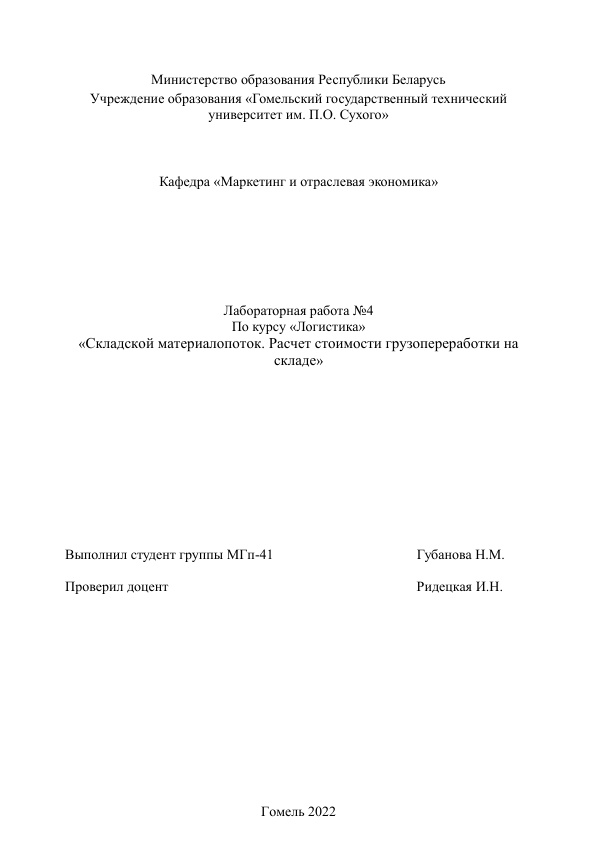 Министерство образования Республики Беларусь
Учреждение образования «Гомельский государственный технический
университет им. П.О. Сухого»
Кафедра «Маркетинг и отраслевая экономика»
Лабораторная работа №4
По курсу «Логистика»
«Складской материалопоток. Расчет стоимости грузопереработки на
складе»
Выполнил студент группы МГп-41 Губанова Н.М.
Проверил доцент Ридецкая И.Н.
Гомель 2022